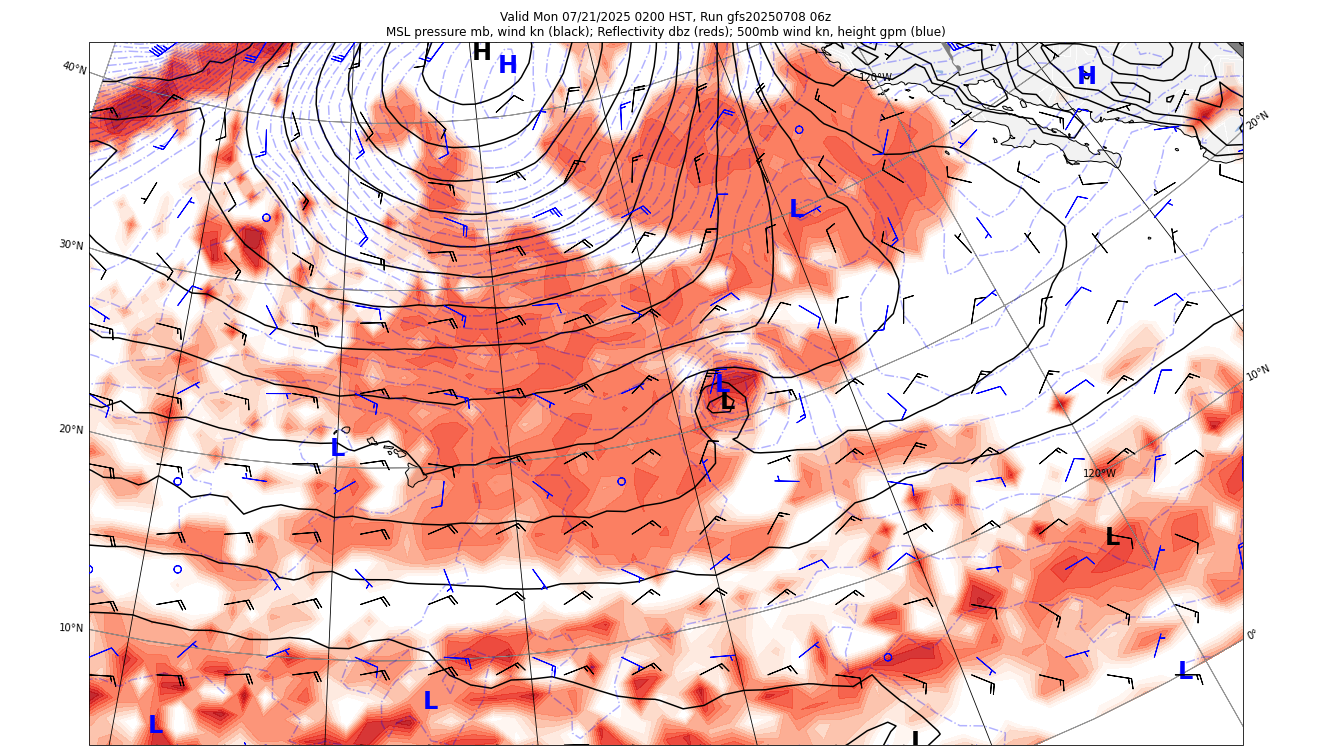 Valid Mon 07/21/2025 0200 HST, Run gfs20250708 06z
MSL pressure mb, wind kn (black); Reflectivity dbz (reds); 500mb wind kn, height gpm (blue)
H
H
40°N
120°W
H
20°N
L
30°N
10°N
L
L
20°N
L
120°W
L
10°N
0°
L
L
L
L